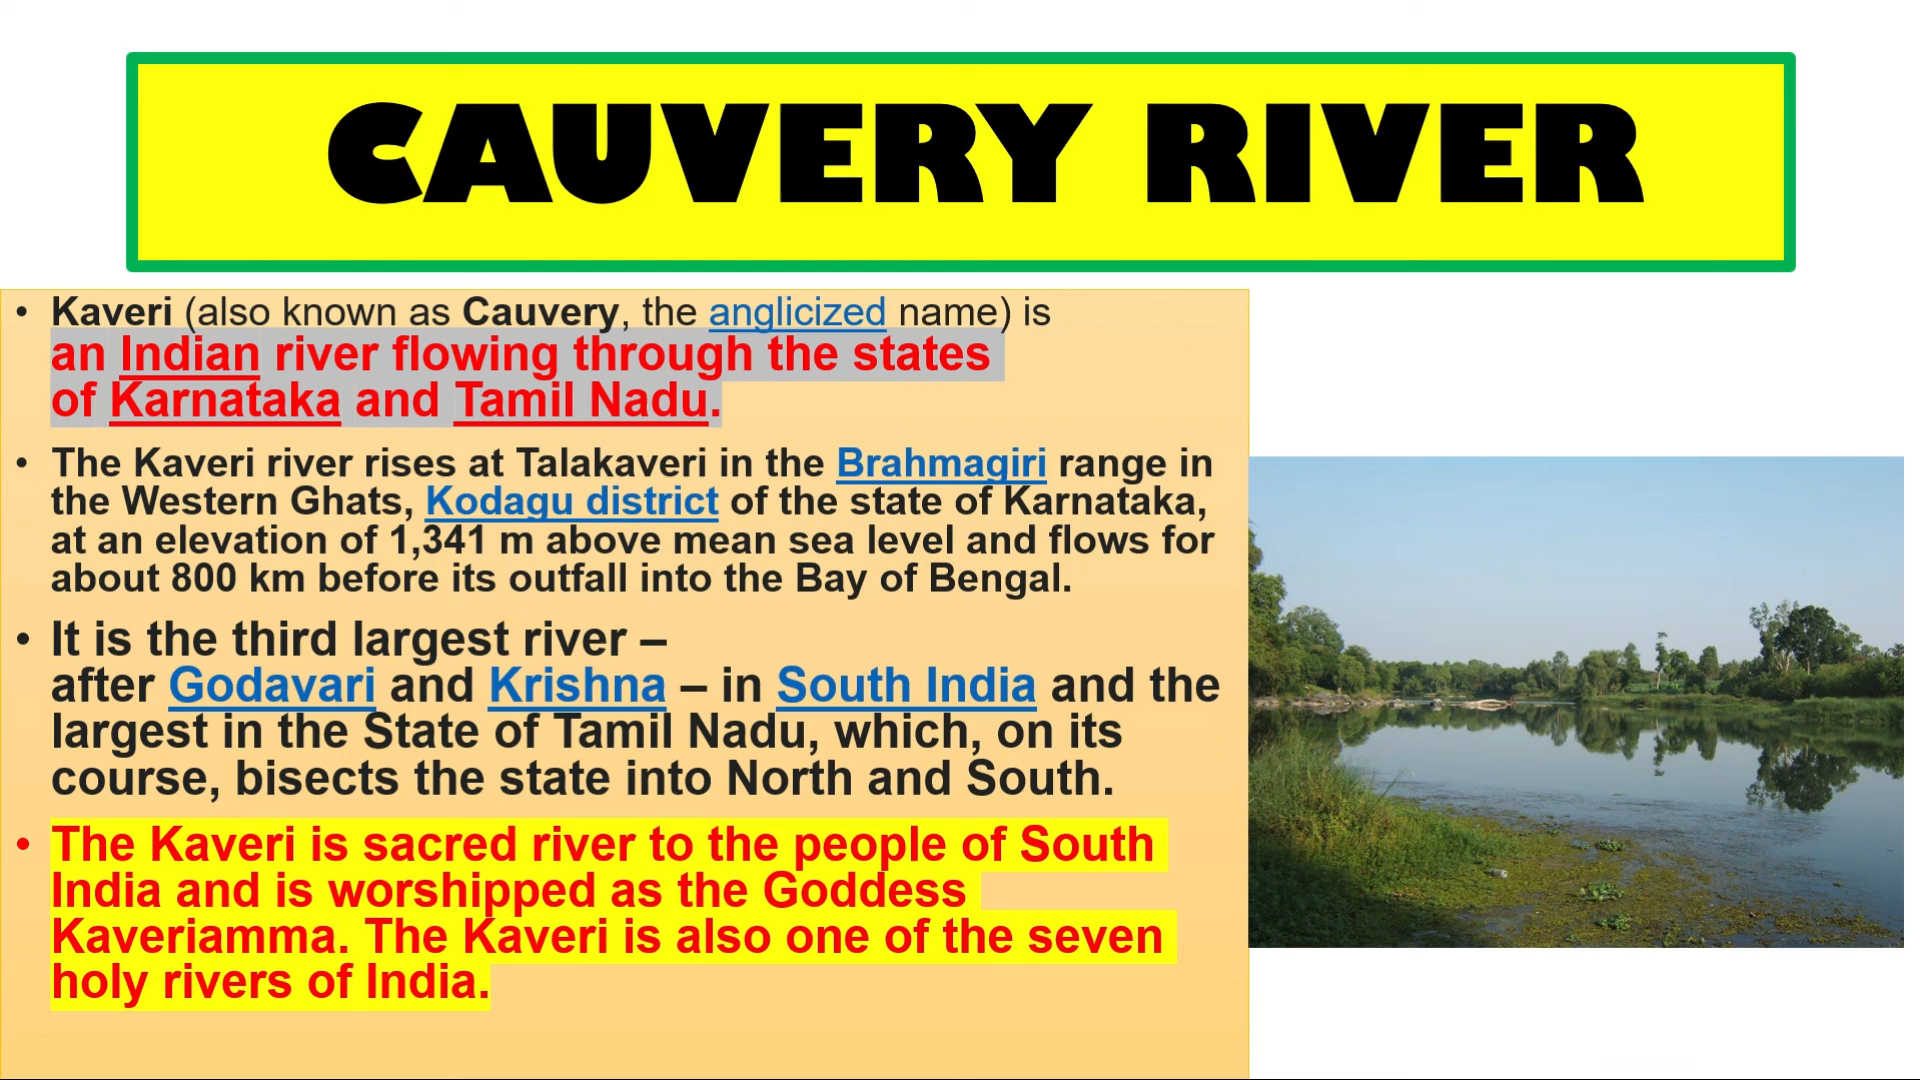 CAUVERY RIVER
• Kaveri (also known as Cauvery, the anglicized name) is
an Indian river flowing through the states
of Karnataka and Tamil Nadu.
• The Kaveri river rises at Talakaveri in the Brahmagiri range in
the Western Ghats, Kodagu district of the state of Karnataka,
at an elevation of 1,341 m above mean sea level and flows for
about 800 km before its outfall into the Bay of Bengal.
• It is the third largest river –
after Godavari and Krishna – in South India and the
largest in the State of Tamil Nadu, which, on its
course, bisects the state into North and South.
• The Kaveri is sacred river to the people of South
India and is worshipped as the Goddess
Kaveriamma. The Kaveri is also one of the seven
holy rivers of India.